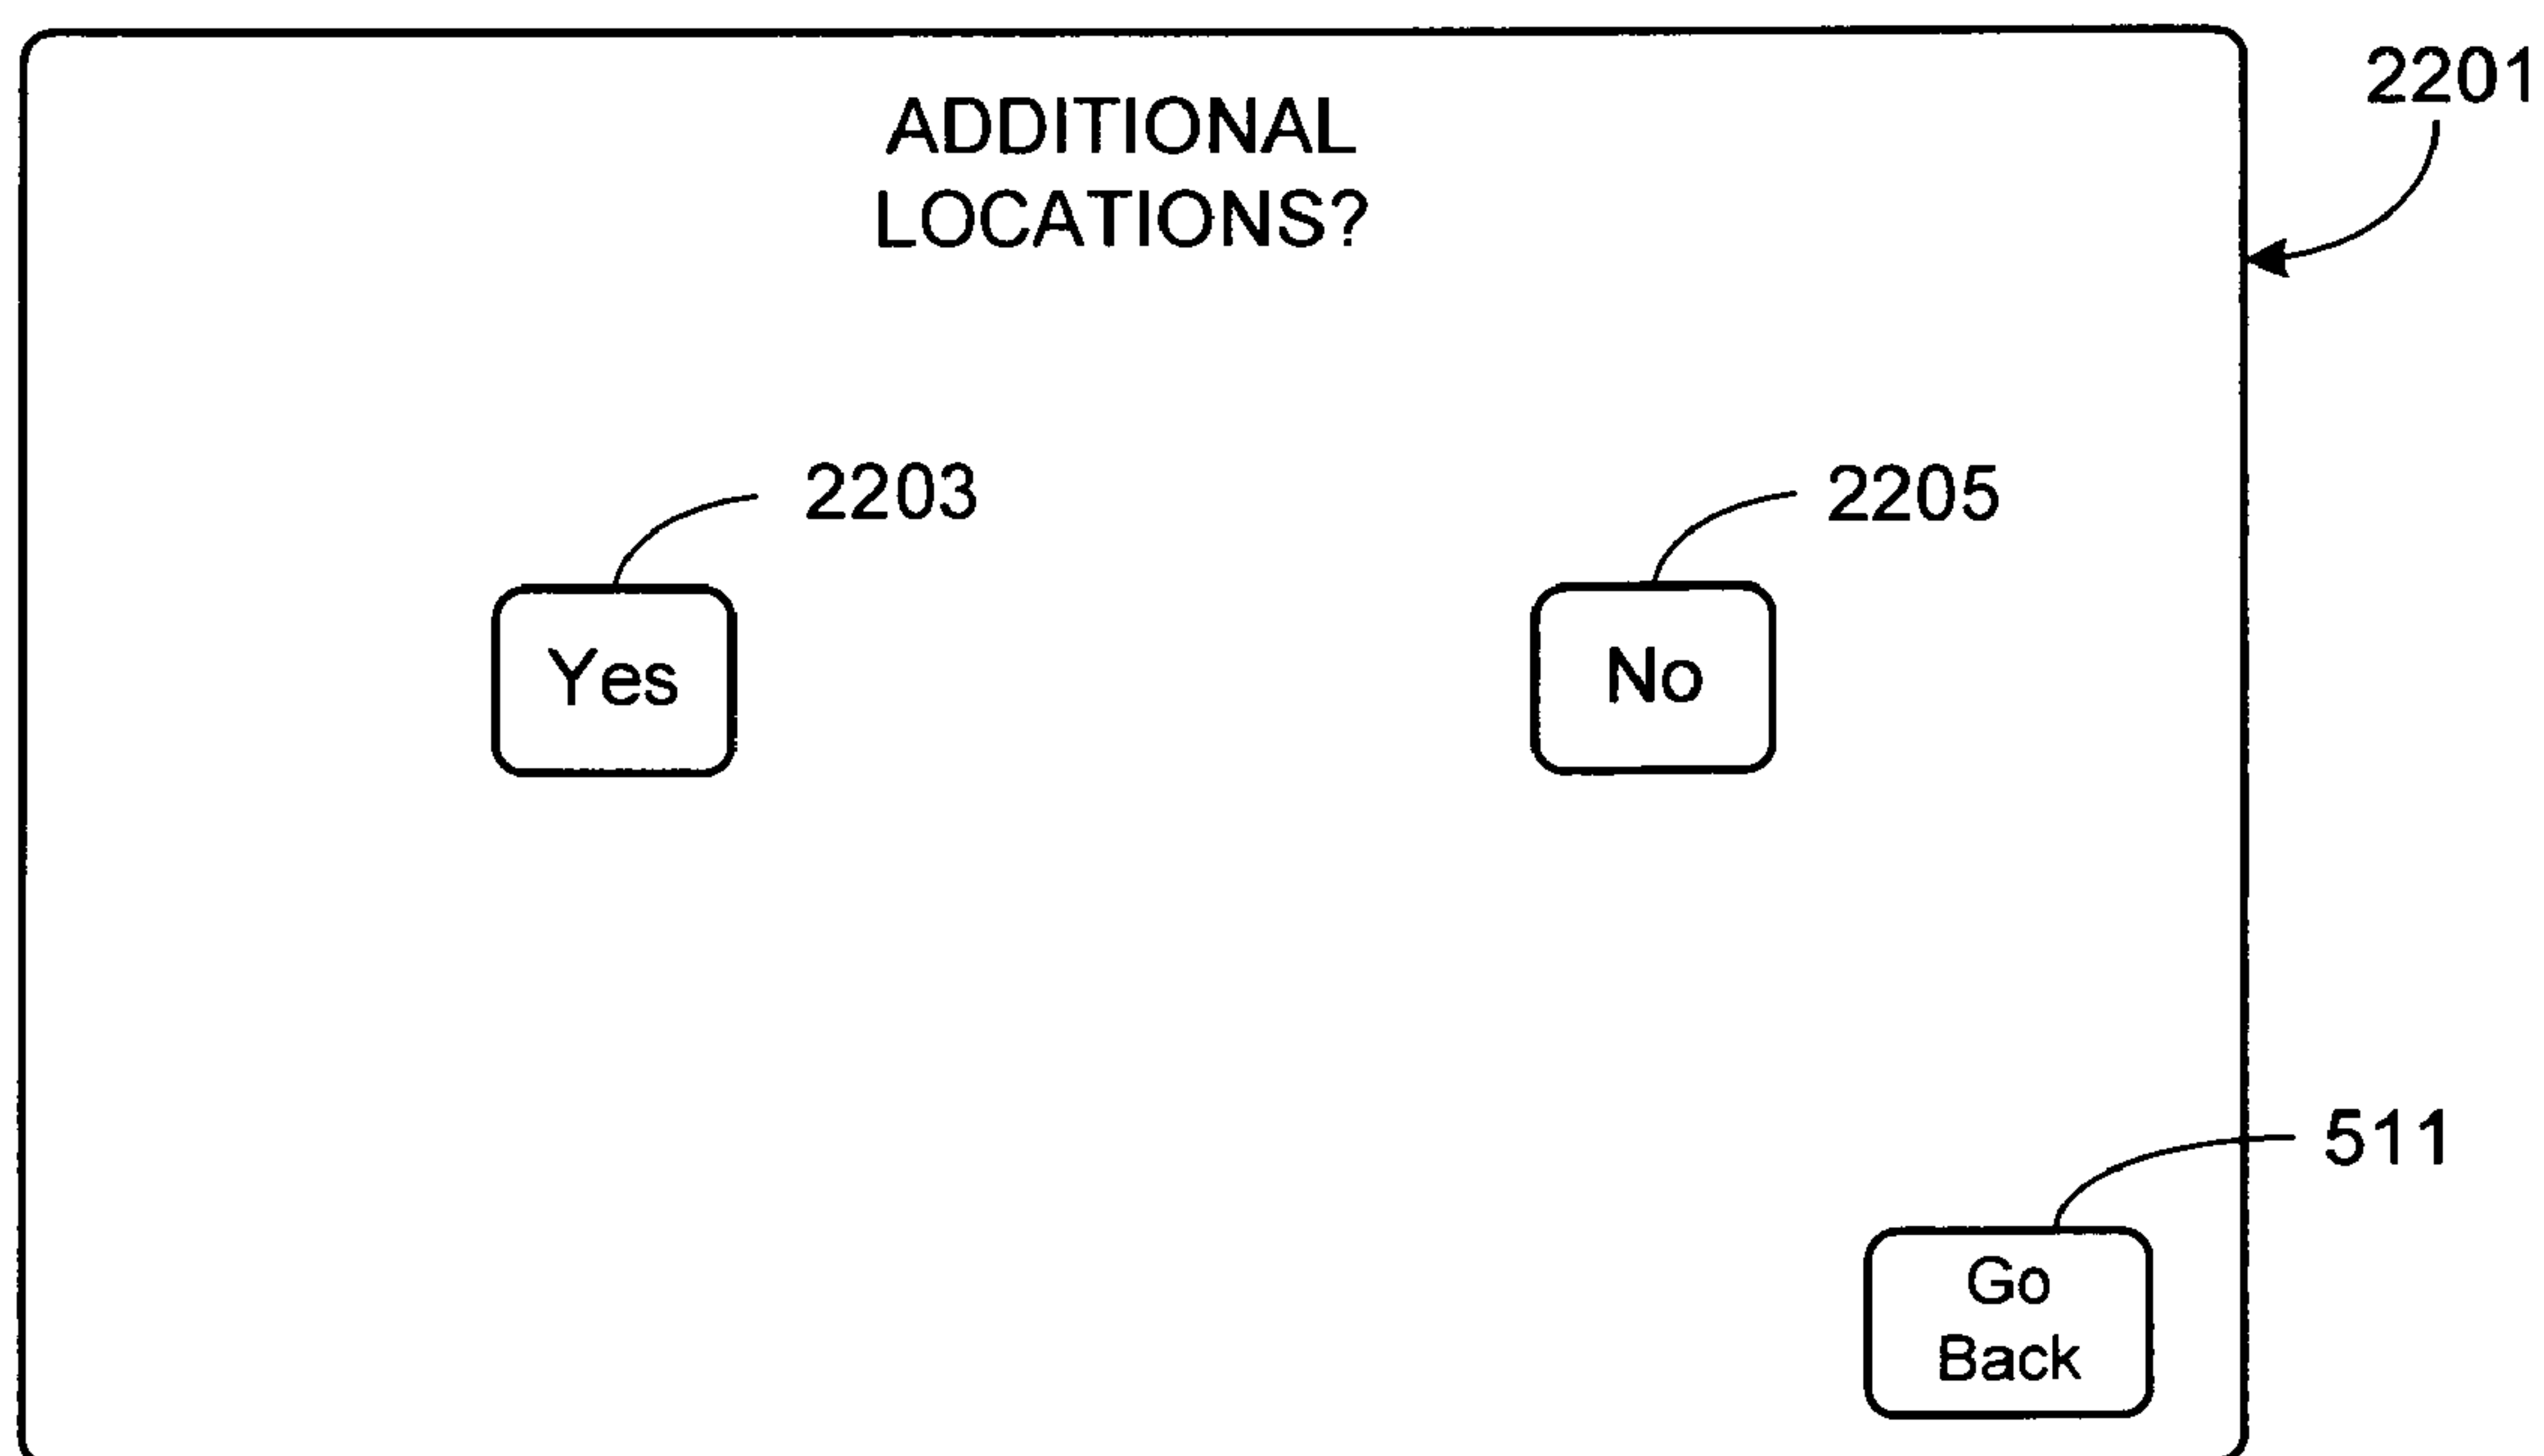 2201
ADDITIONAL
LOCATIONS?
2203
2205
Yes
No
511
Go
Back